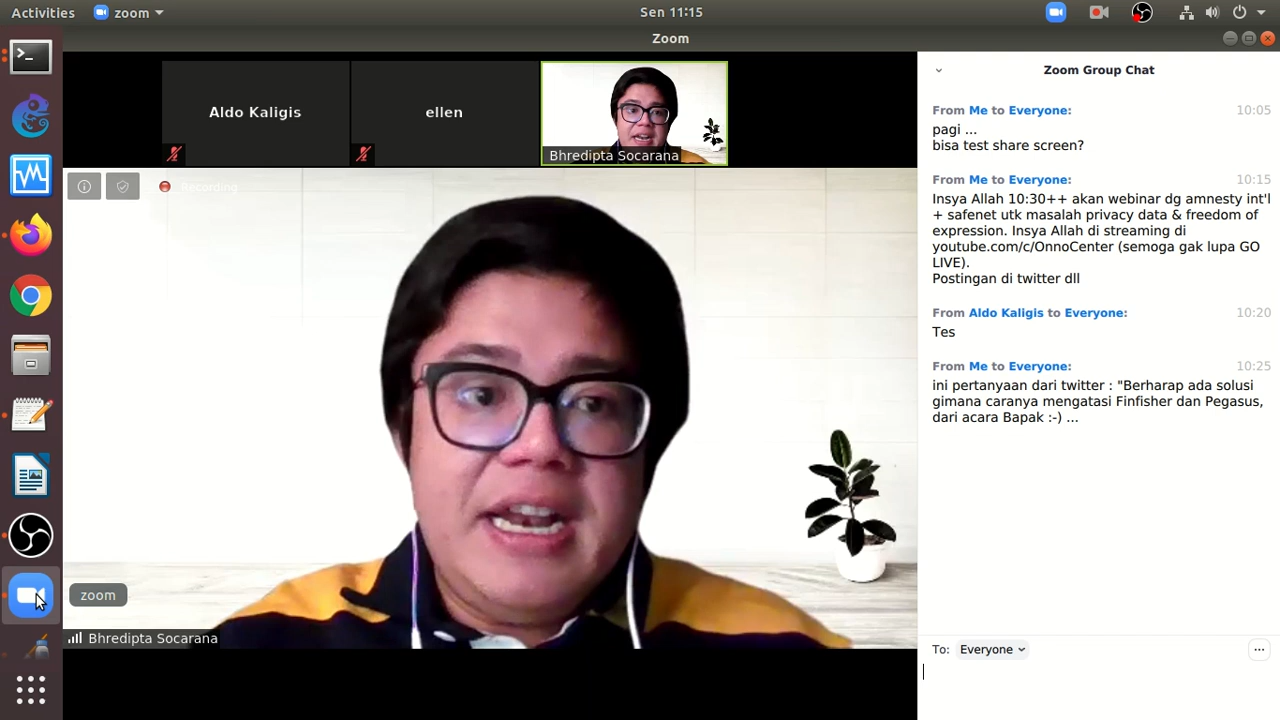 Activities
zoom
Sen 11:15
Zoom
Aldo Kaligis
ellen
Bhredipta Socarana
Recording
zoom
Bhredipta Socarana
Zoom Group Chat
From Me to Everyone: 10:05
pagi ...
bisa test share screen?
From Me to Everyone: 10:15
Insya Allah 10:30++ akan webinar dg amnesty int'l
+ safenet utk masalah privacy data & freedom of
expression. Insya Allah di streaming di
youtube.com/c/OnnoCenter (semoga gak lupa GO
LIVE).
Postingan di twitter dll
From Aldo Kaligis to Everyone: 10:20
Tes
From Me to Everyone: 10:25
ini pertanyaan dari twitter : "Berharap ada solusi
gimana caranya mengatasi Finfisher dan Pegasus,
dari acara Bapak :-) ...
To: Everyone